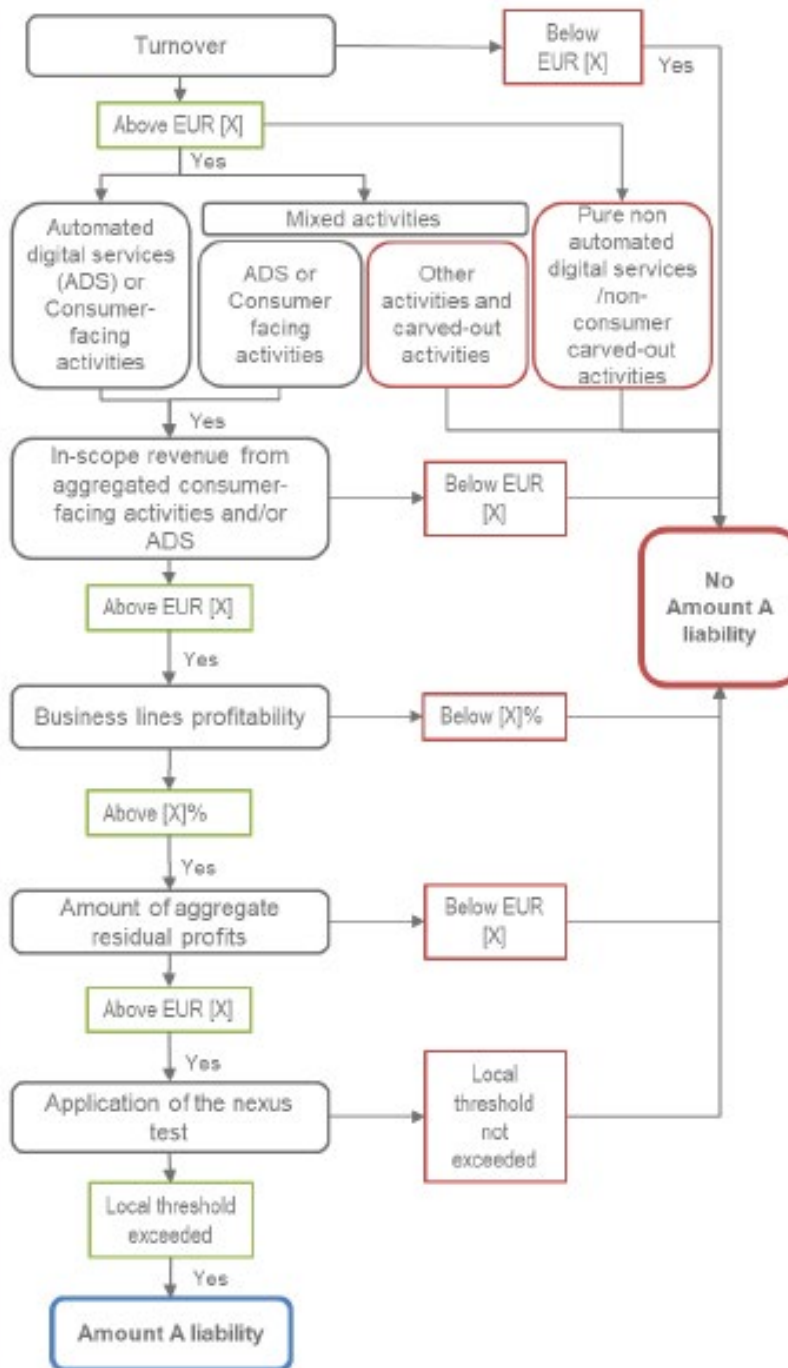 Turnover
Below
EUR [X]
Yes
Above EUR [X]
Yes
Automated
digital services
(ADS) or
Consumer-
facing
activities
Mixed activities
ADS or
Consumer
facing
activities
Other
activities and
carved-out
activities
Pure non
automated
digital services
/non-
consumer
carved-out
activities
Yes
In-scope revenue from
aggregated consumer-
facing activities and/or
ADS
Below EUR
[X]
No
Amount A
liability
Above EUR [X]
Yes
Business lines profitability
Below [X]%
Above [X]%
Yes
Amount of aggregate
residual profits
Below EUR
[X]
Above EUR [X]
Yes
Application of the nexus
test
Local
threshold
not
exceeded
Local threshold
exceeded
Yes
Amount A liability